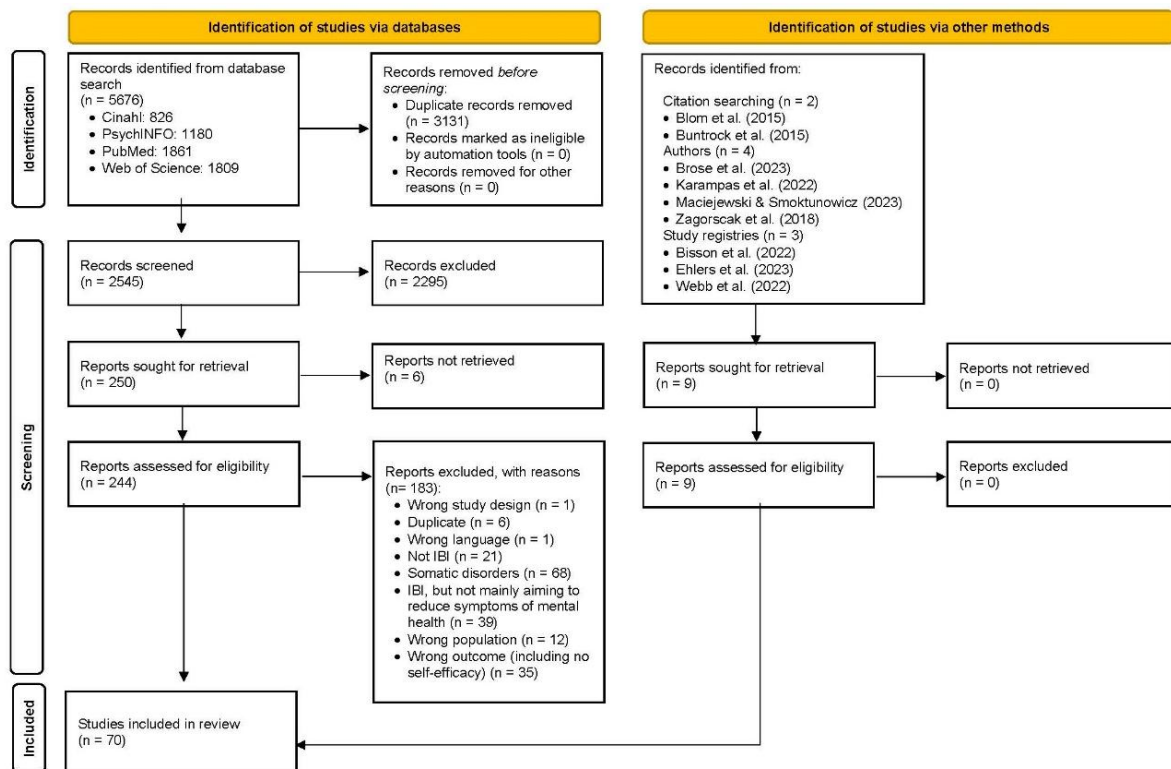 Identification of studies via databases
Identification of studies via other methods
Identification
Records identified from database
search
(n = 5676)
• Cinahl: 826
• PsychINFO: 1180
• PubMed: 1861
• Web of Science: 1809
Records removed before
screening:
• Duplicate records removed
(n = 3131)
• Records marked as ineligible
by automation tools (n = 0)
• Records removed for other
reasons (n = 0)
Records identified from:
Citation searching (n = 2)
• Blom et al. (2015)
• Buntrock et al. (2015)
Authors (n = 4)
• Brose et al. (2023)
• Karampas et al. (2022)
• Maciejewski & Smoktunowicz (2023)
• Zagorscak et al. (2018)
Study registries (n = 3)
• Bisson et al. (2022)
• Ehlers et al. (2023)
• Webb et al. (2022)
Screening
Records screened
(n = 2545)
Records excluded
(n = 2295)
Reports sought for retrieval
(n = 250)
Reports not retrieved
(n = 6)
Reports sought for retrieval
(n = 9)
Reports not retrieved
(n = 0)
Reports assessed for eligibility
(n = 244)
Reports excluded, with reasons
(n= 183):
• Wrong study design (n = 1)
• Duplicate (n = 6)
• Wrong language (n = 1)
• Not IBI (n = 21)
• Somatic disorders (n = 68)
• IBI, but not mainly aiming to
reduce symptoms of mental
health (n = 39)
• Wrong population (n = 12)
• Wrong outcome (including no
self-efficacy) (n = 35)
Reports assessed for eligibility
(n = 9)
Reports excluded
(n = 0)
Included
Studies included in review
(n = 70)